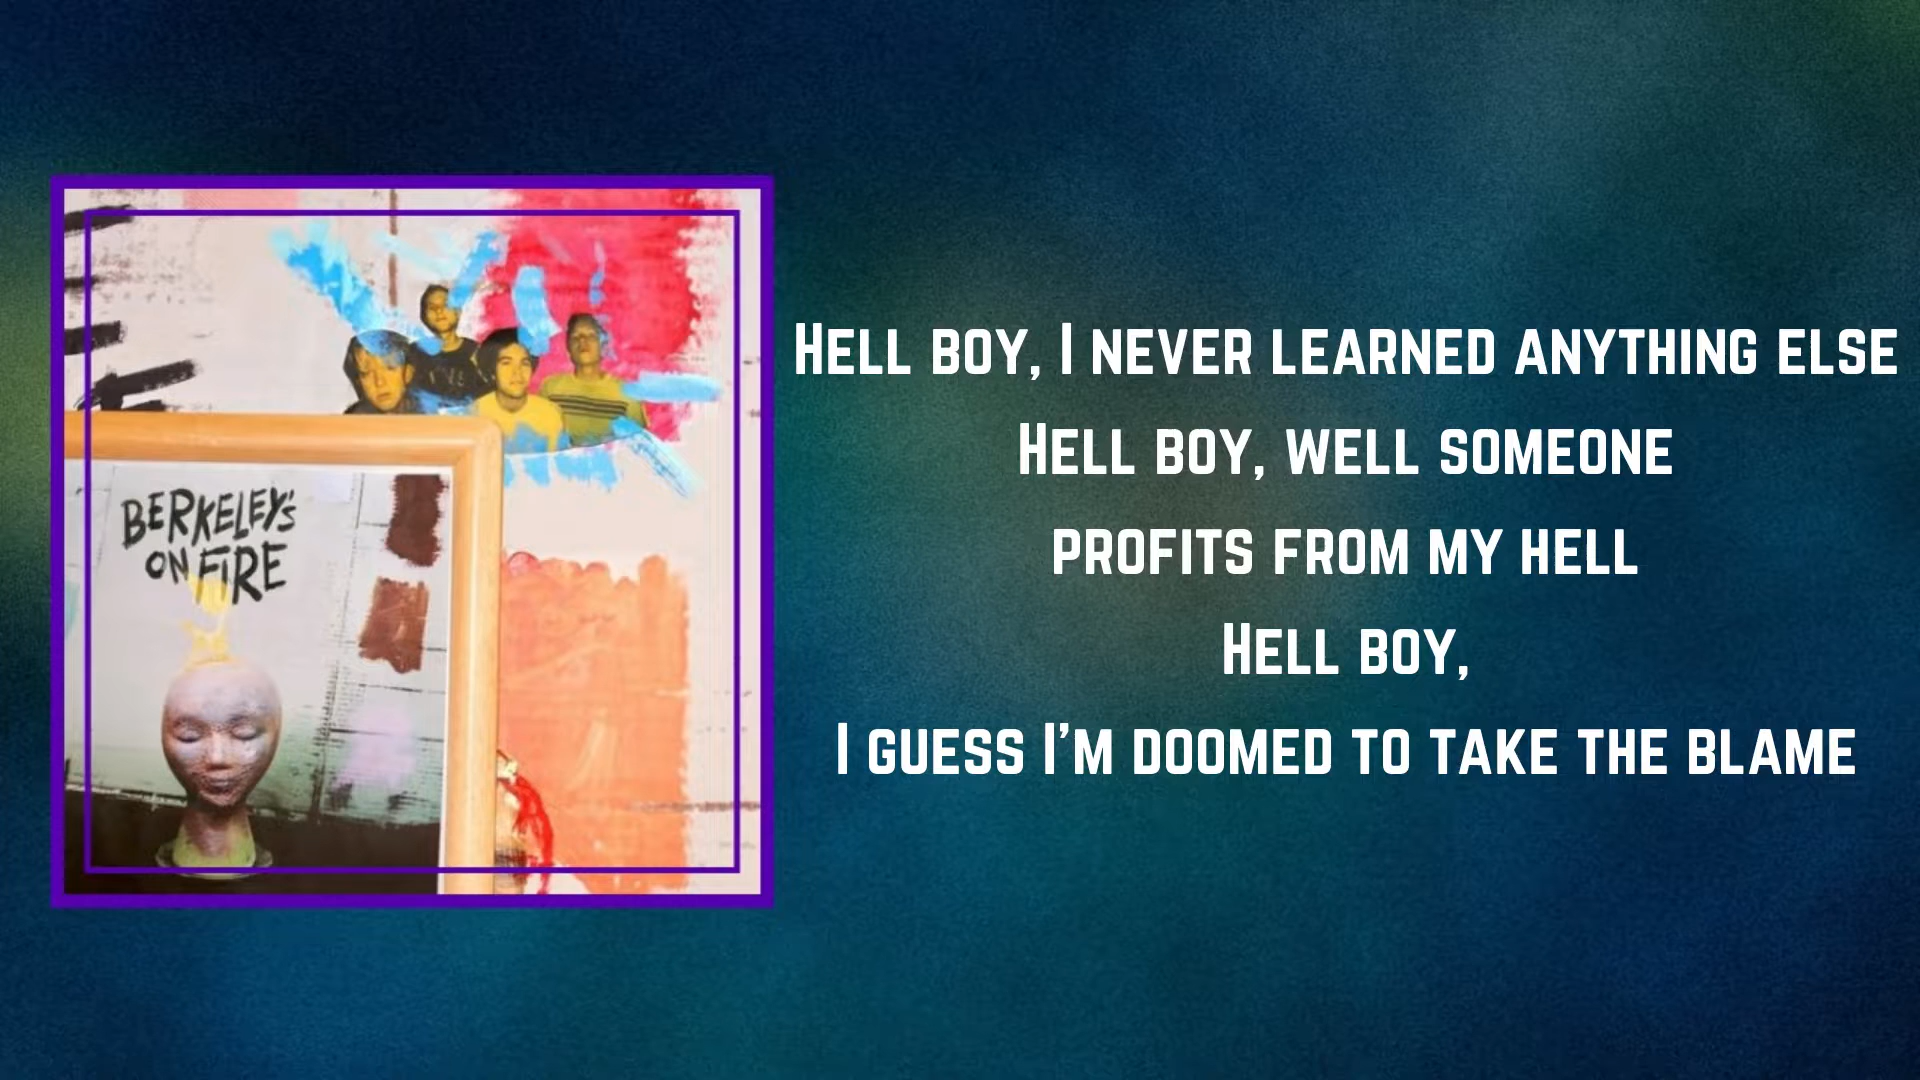 BERKELEY'S
ON FIRE
HELL BOY, I NEVER LEARNED ANYTHING ELSE
HELL BOY, WELL SOMEONE
PROFITS FROM MY HELL
HELL BOY,
I GUESS I'M DOOMED TO TAKE THE BLAME